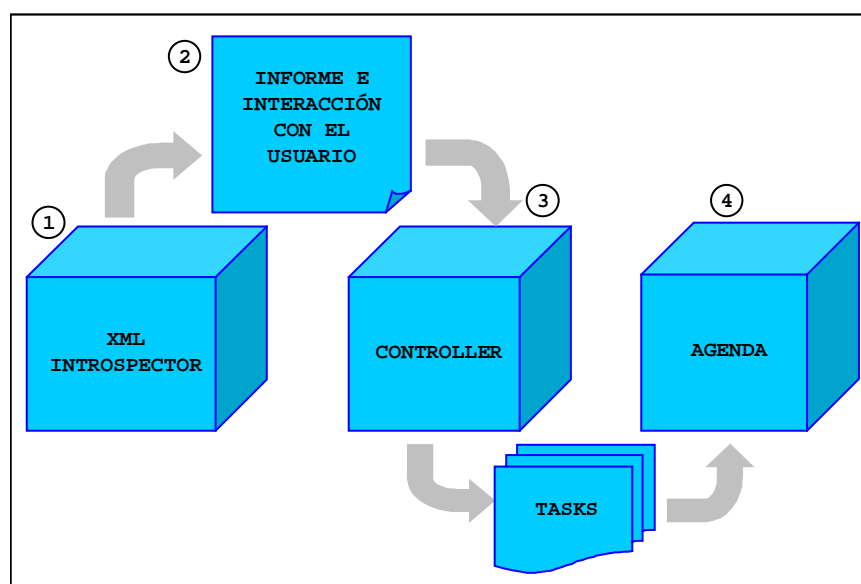 2
INFORME E
INTERACCIÓN
CON EL
USUARIO
1
XML
INTROSPECTOR
3
CONTROLLER
4
AGENDA
TASKS